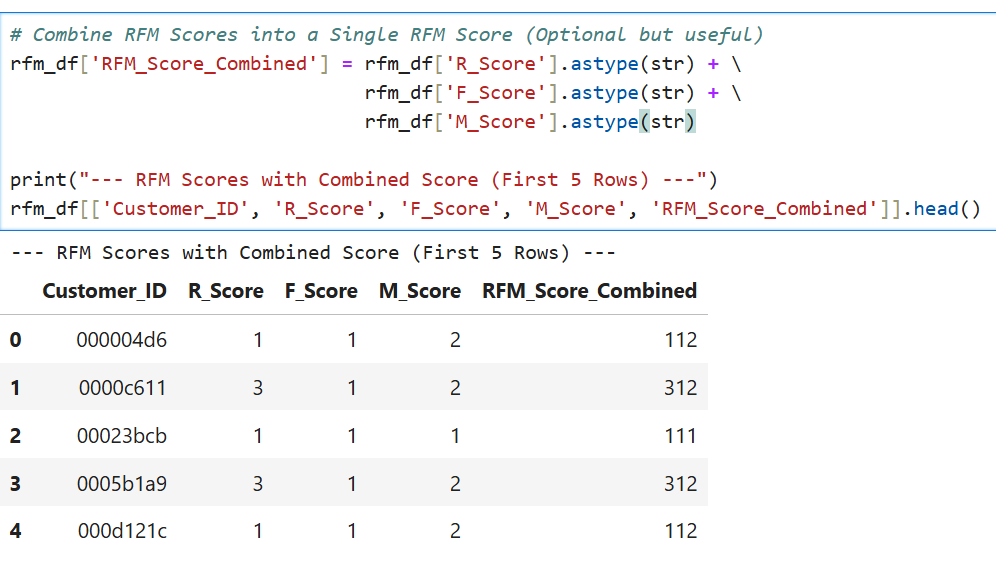 # Combine RFM Scores into a Single RFM Score (Optional but useful)
rfm_df['RFM_Score_Combined'] = rfm_df['R_Score'].astype(str) + \
rfm_df['F_Score'].astype(str) + \
rfm_df['M_Score'].astype(str)
print("--- RFM Scores with Combined Score (First 5 Rows) ---")
rfm_df[['Customer_ID', 'R_Score', 'F_Score', 'M_Score', 'RFM_Score_Combined']].head()
--- RFM Scores with Combined Score (First 5 Rows) ---
Customer_ID R_Score F_Score M_Score RFM_Score_Combined
0 000004d6 1 1 2 112
1 0000c611 3 1 2 312
2 00023bcb 1 1 1 111
3 0005b1a9 3 1 2 312
4 000d121c 1 1 2 112